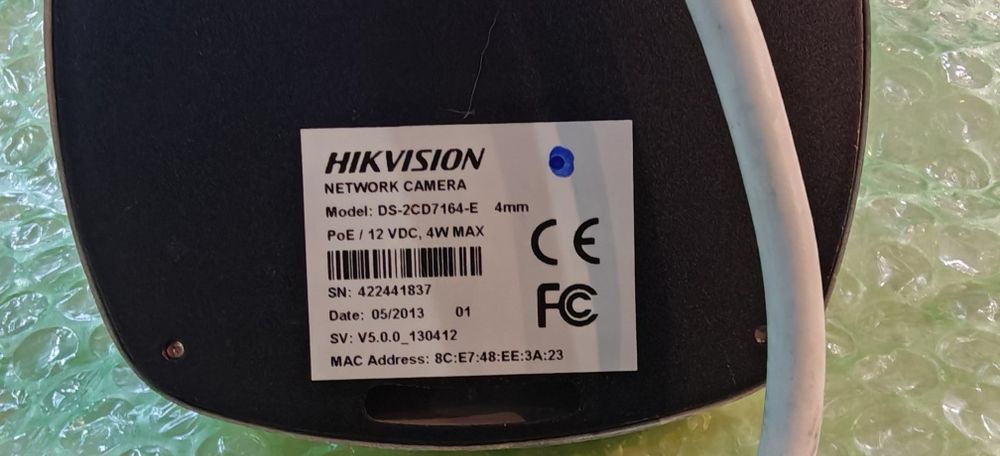 HIKVISION
NETWORK CAMERA
Model: DS-2CD7164-E 4mm
PoE / 12 VDC, 4W MAX
CE
FC
SN: 422441837
Date: 05/2013 01
SV: V5.0.0_130412
MAC Address: 8C:E7:48:EE:3A:23